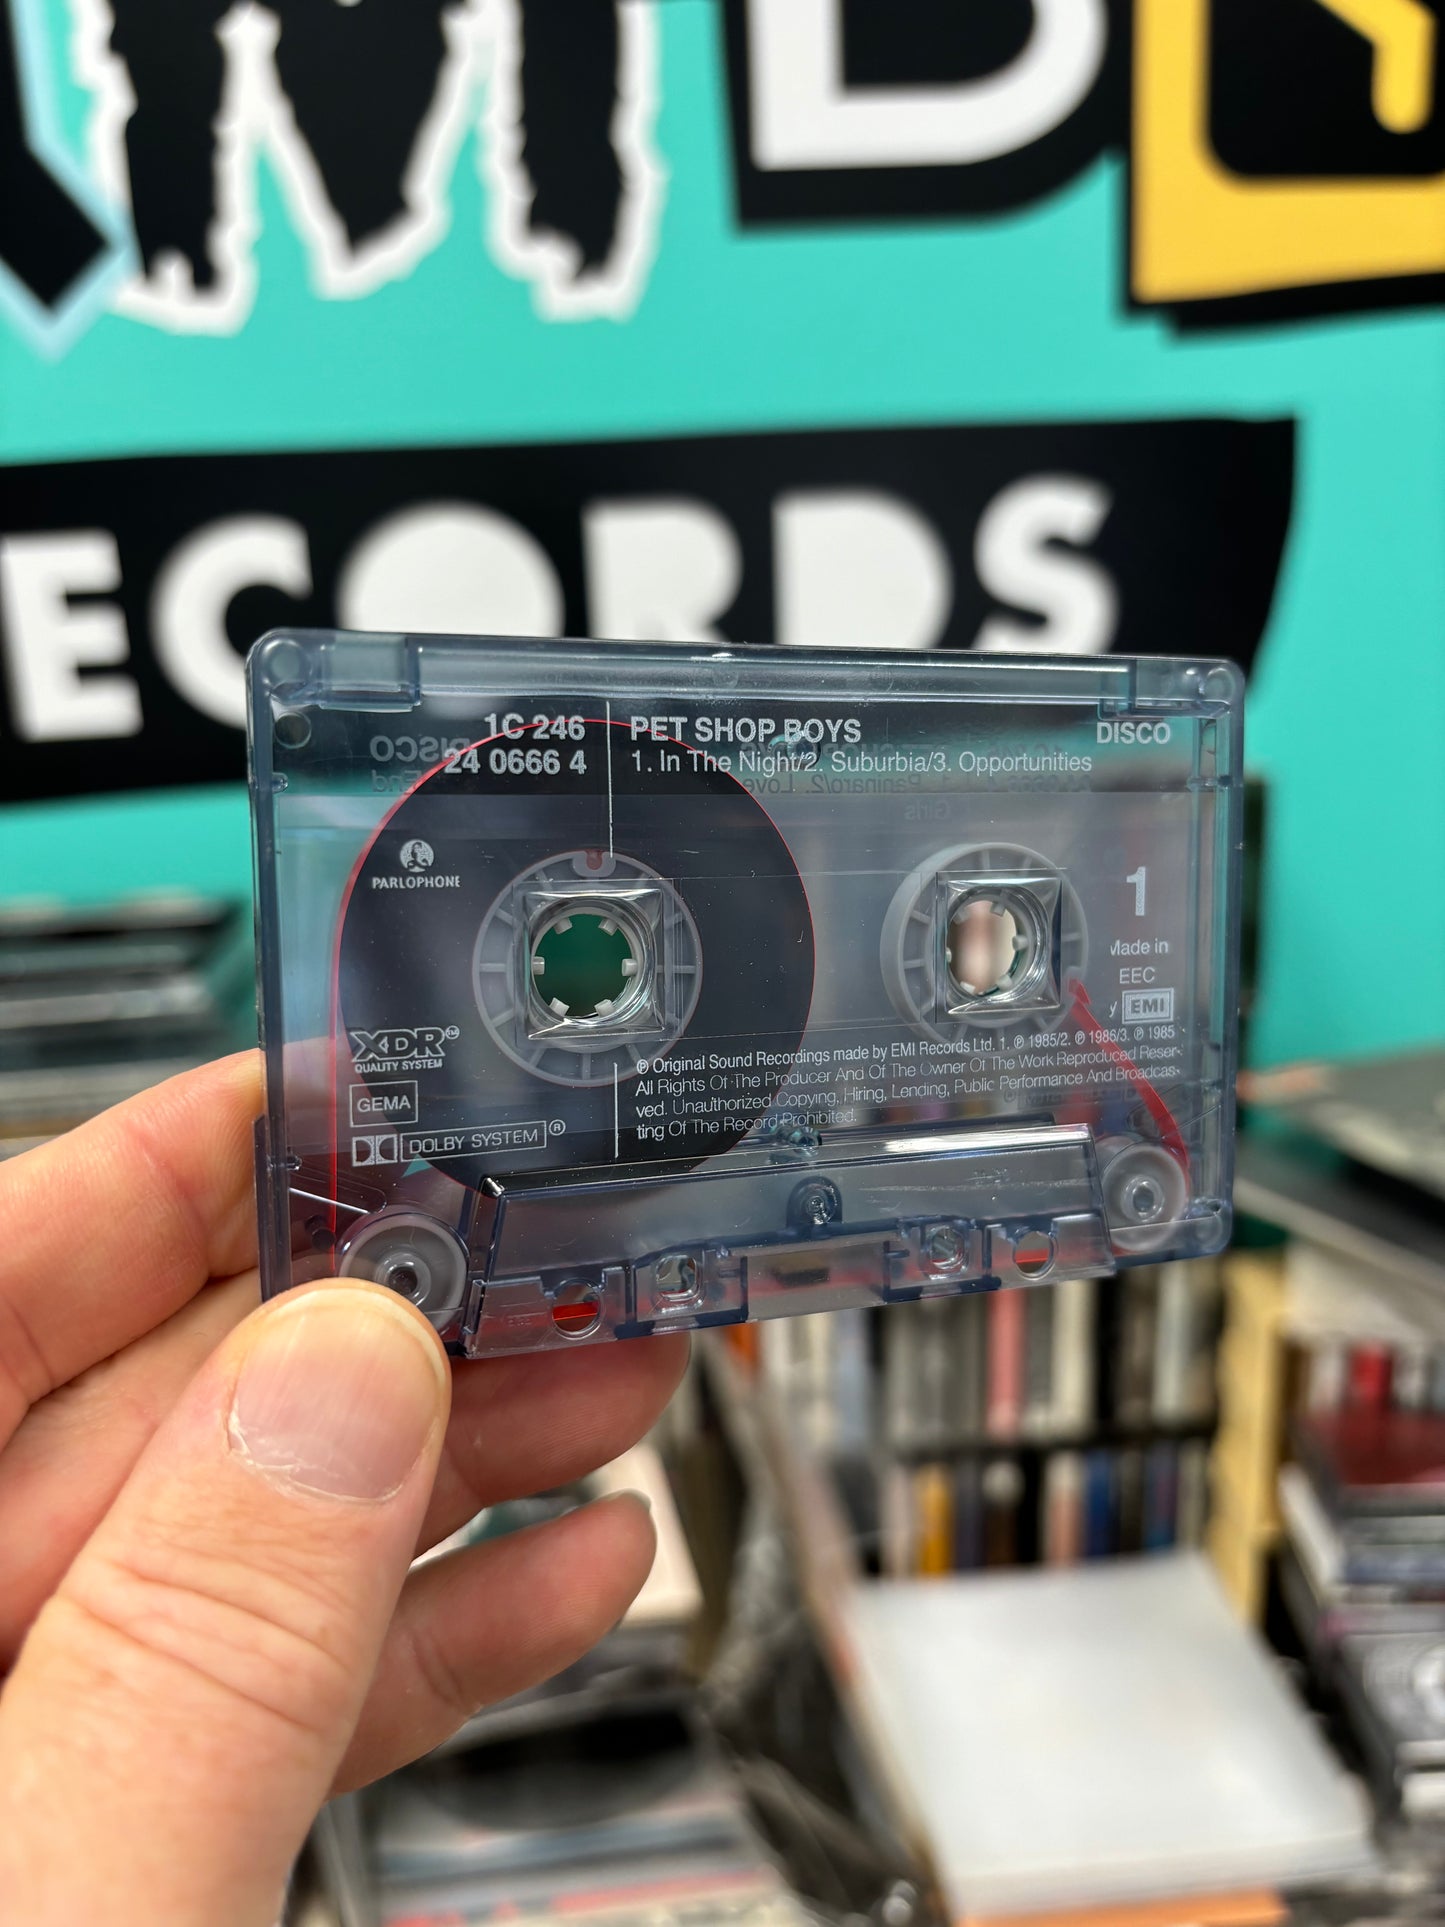 ECORDS
1C 246
24 0666 4
PET SHOP BOYS
DISCO
1. In The Night/2. Suburbia/3. Opportunities
PARLOPHONE
1
Made in
EEC
y EMI
XDR
QUALITY SYSTEM
GEMA
DOLBY SYSTEM®
℗ Original Sound Recordings made by EMI Records Ltd. 1. ℗ 1985/2. ℗ 1986/3. ℗ 1985
All Rights Of The Producer And Of The Owner Of The Work Reproduced Reser-
ved. Unauthorized Copying, Hiring, Lending, Public Performance And Broadcas-
ting Of The Record Prohibited.